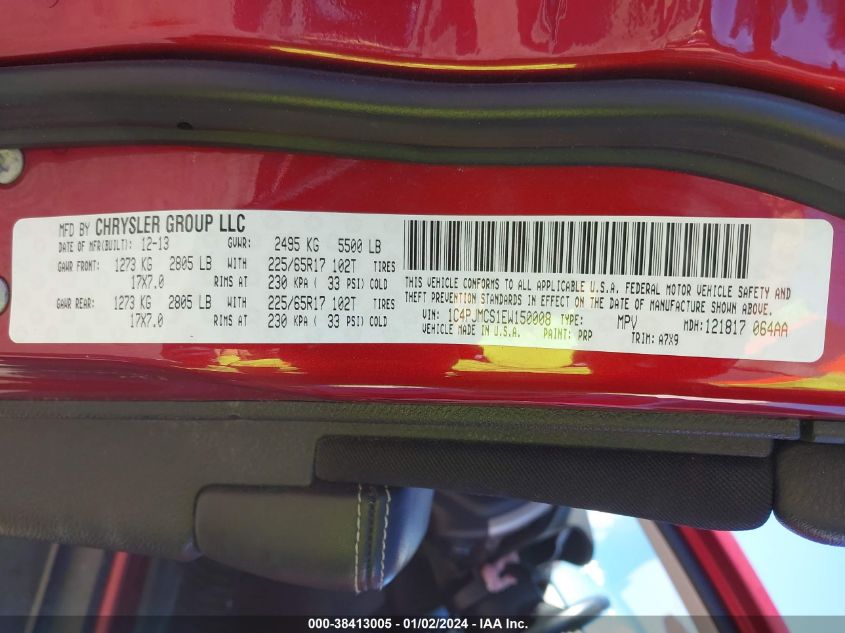 MFD BY CHRYSLER GROUP LLC
DATE OF MFR(BUILT): 12-13 GVWR: 2495 KG 5500 LB
GAWR FRONT: 1273 KG 2805 LB WITH 225/65R17 102T TIRES
17X7.0 RIMS AT 230 KPA ( 33 PSI) COLD
GAWR REAR: 1273 KG 2805 LB WITH 225/65R17 102T TIRES
17X7.0 RIMS AT 230 KPA ( 33 PSI) COLD
THIS VEHICLE CONFORMS TO ALL APPLICABLE U.S.A. FEDERAL MOTOR VEHICLE SAFETY AND
THEFT PREVENTION STANDARDS IN EFFECT ON THE DATE OF MANUFACTURE SHOWN ABOVE.
VIN: 1C4PJMCS1EW150008 TYPE: MPV MDH: 121817 064AA
VEHICLE MADE IN U.S.A. PAINT: PRP TRIM: A7X9
000-38413005 - 01/02/2024 - IAA Inc.